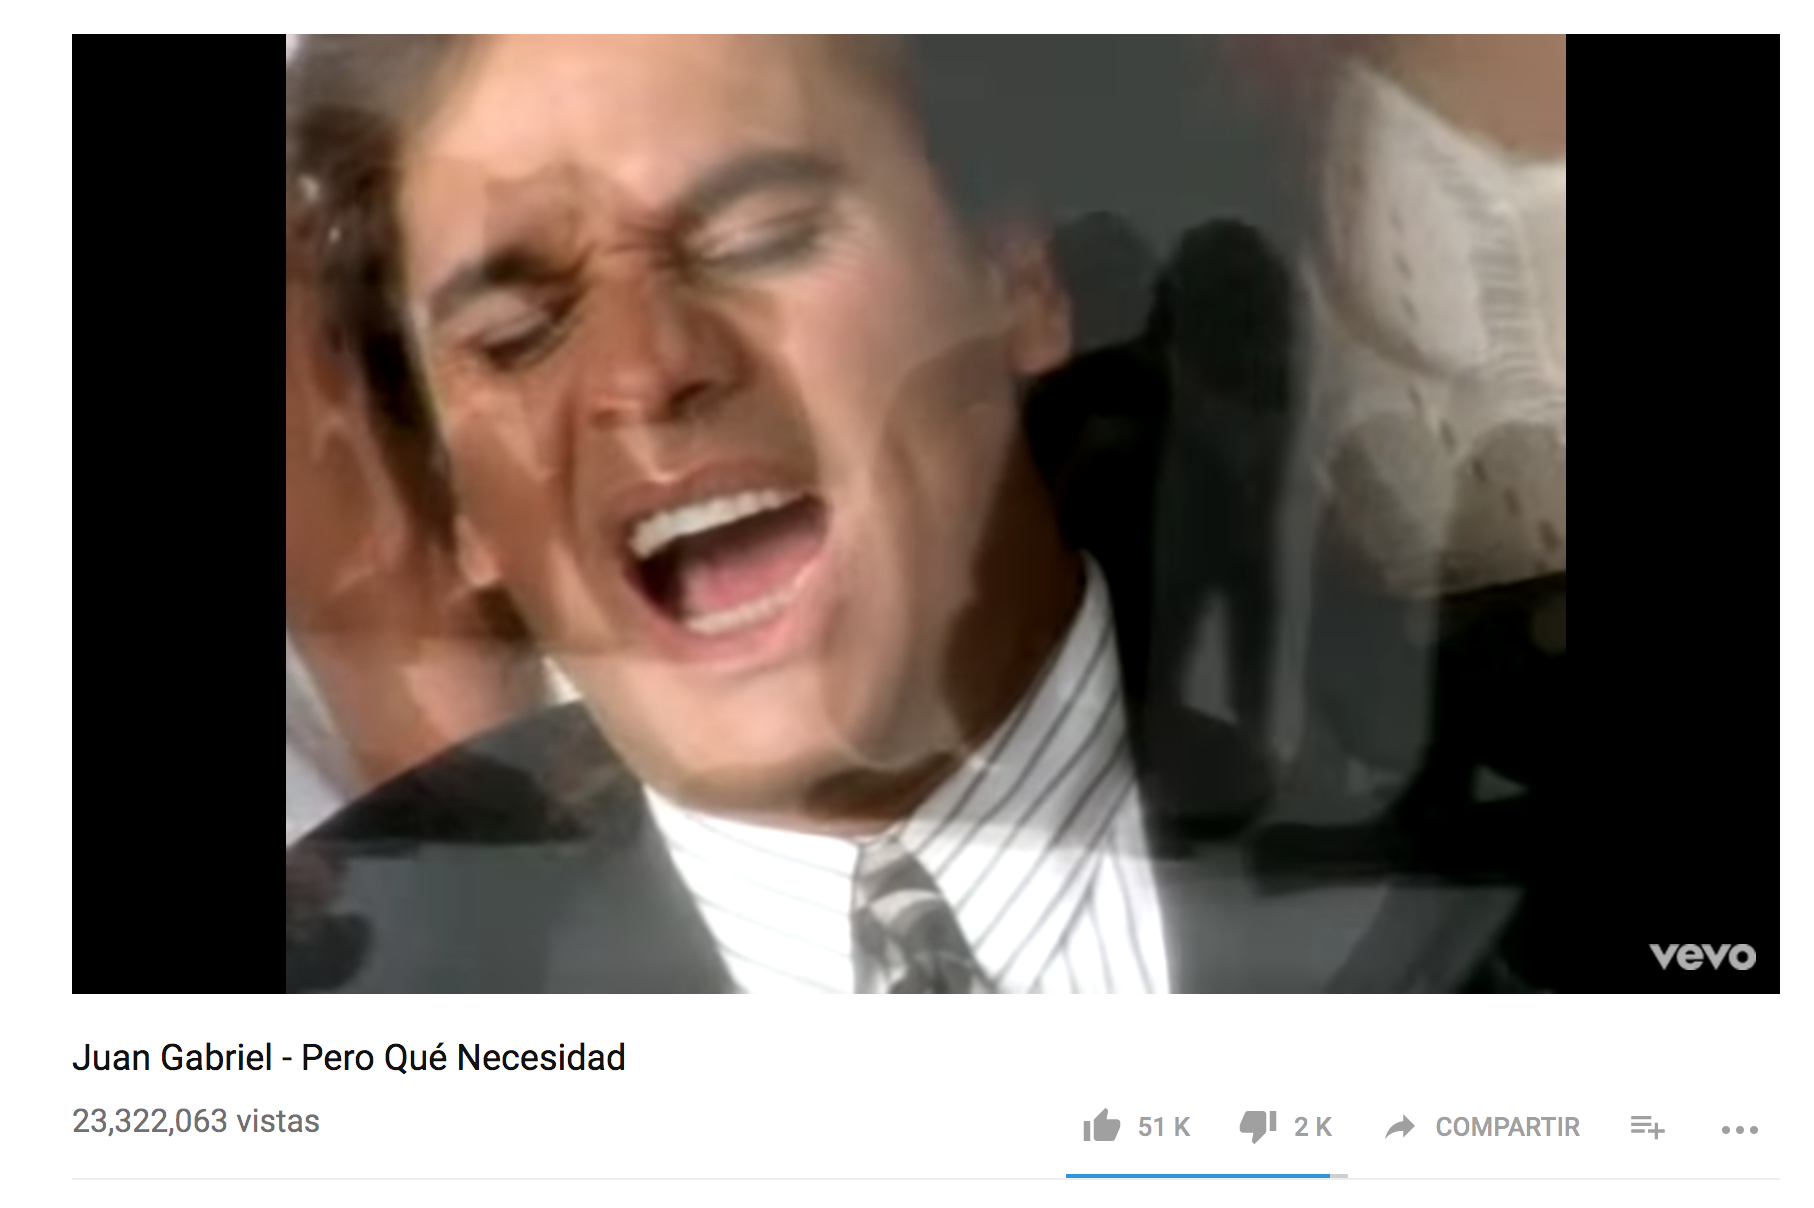 vevo
Juan Gabriel - Pero Qué Necesidad
23,322,063 vistas
51 K 2 K COMPARTIR